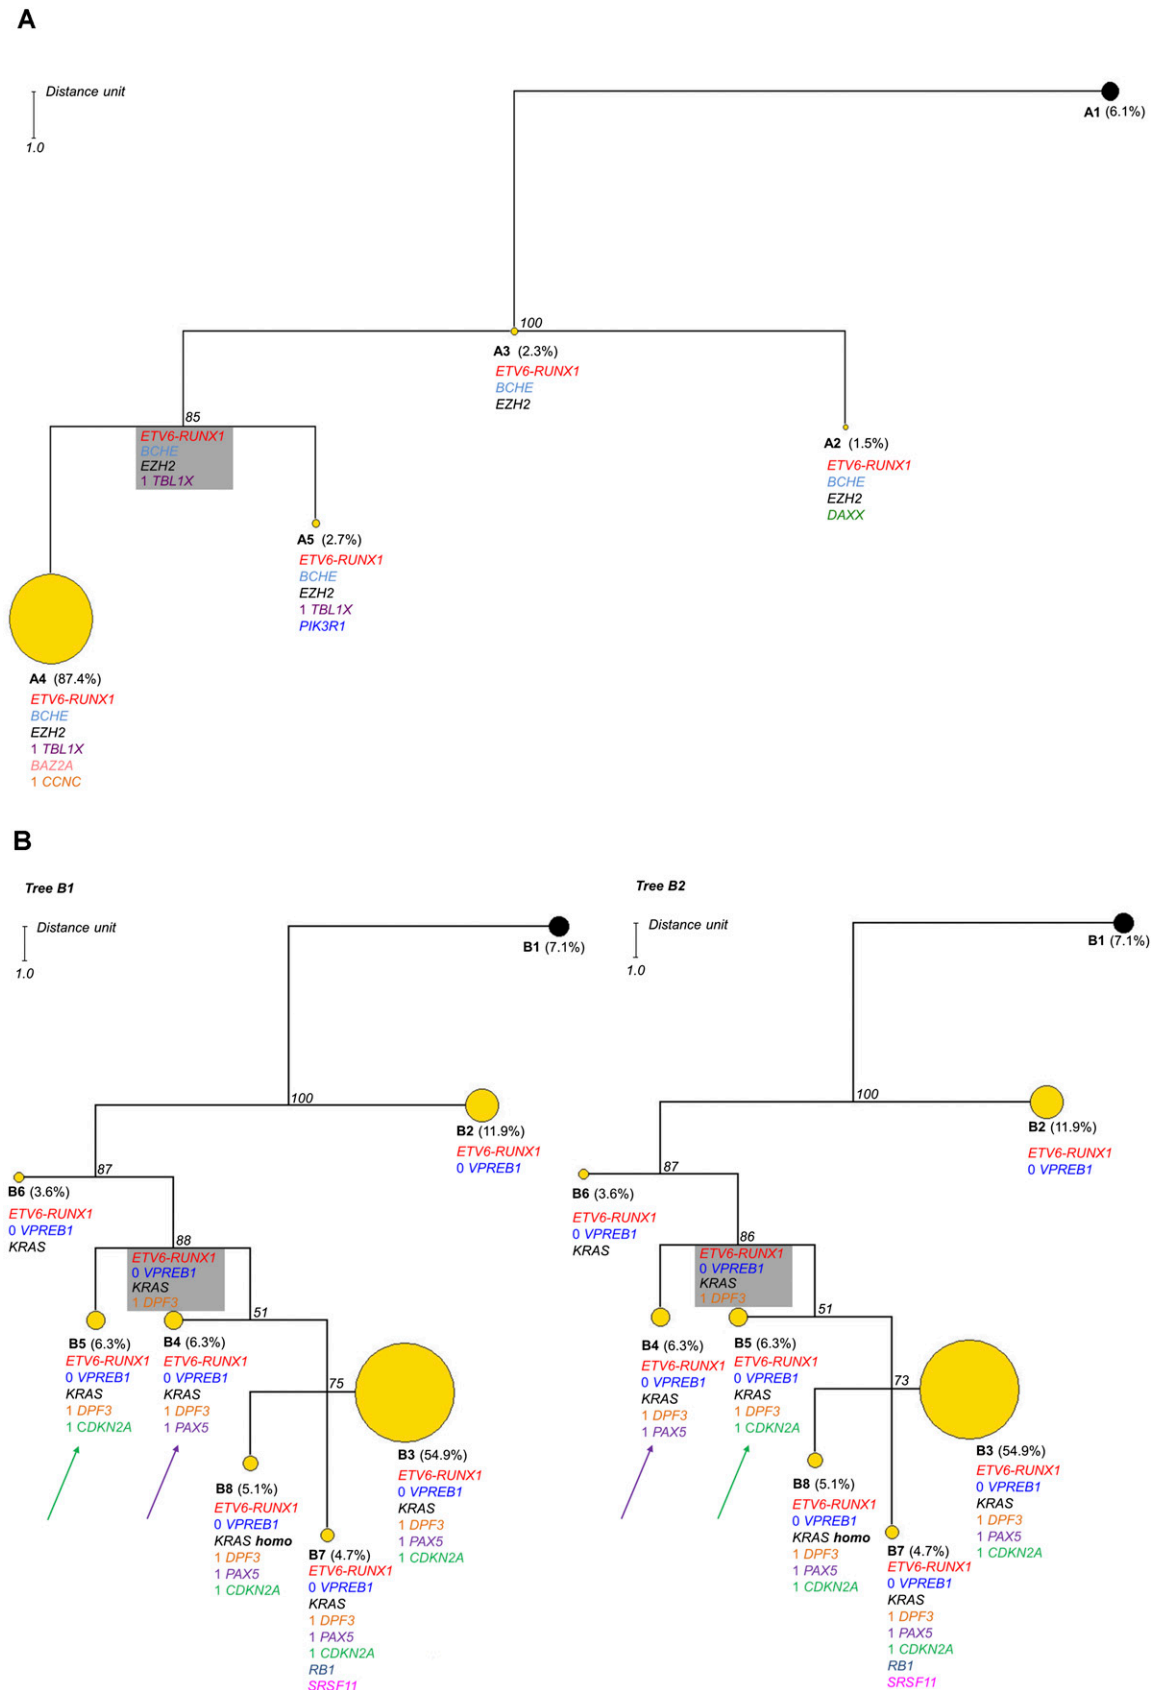 A
Distance unit
1.0
A1 (6.1%)
100
A3 (2.3%)
ETV6-RUNX1
BCHE
EZH2
85
ETV6-RUNX1
BCHE
EZH2
1 TBL1X
A2 (1.5%)
ETV6-RUNX1
BCHE
EZH2
DAXX
A5 (2.7%)
ETV6-RUNX1
BCHE
EZH2
1 TBL1X
PIK3R1
A4 (87.4%)
ETV6-RUNX1
BCHE
EZH2
1 TBL1X
BAZ2A
1 CCNC
B
Tree B1
Distance unit
1.0
B1 (7.1%)
100
B2 (11.9%)
ETV6-RUNX1
0 VPREB1
87
B6 (3.6%)
ETV6-RUNX1
0 VPREB1
KRAS
88
ETV6-RUNX1
0 VPREB1
KRAS
1 DPF3
51
B5 (6.3%)
ETV6-RUNX1
0 VPREB1
KRAS
1 DPF3
1 CDKN2A
B4 (6.3%)
ETV6-RUNX1
0 VPREB1
KRAS
1 DPF3
1 PAX5
75
B3 (54.9%)
ETV6-RUNX1
0 VPREB1
KRAS
1 DPF3
1 PAX5
1 CDKN2A
B8 (5.1%)
ETV6-RUNX1
0 VPREB1
KRAS homo
1 DPF3
1 PAX5
1 CDKN2A
B7 (4.7%)
ETV6-RUNX1
0 VPREB1
KRAS
1 DPF3
1 PAX5
1 CDKN2A
RB1
SRSF11
Tree B2
Distance unit
1.0
B1 (7.1%)
100
B2 (11.9%)
ETV6-RUNX1
0 VPREB1
87
B6 (3.6%)
ETV6-RUNX1
0 VPREB1
KRAS
86
ETV6-RUNX1
0 VPREB1
KRAS
1 DPF3
51
B4 (6.3%)
ETV6-RUNX1
0 VPREB1
KRAS
1 DPF3
1 PAX5
B5 (6.3%)
ETV6-RUNX1
0 VPREB1
KRAS
1 DPF3
1 CDKN2A
73
B3 (54.9%)
ETV6-RUNX1
0 VPREB1
KRAS
1 DPF3
1 PAX5
1 CDKN2A
B8 (5.1%)
ETV6-RUNX1
0 VPREB1
KRAS homo
1 DPF3
1 PAX5
1 CDKN2A
B7 (4.7%)
ETV6-RUNX1
0 VPREB1
KRAS
1 DPF3
1 PAX5
1 CDKN2A
RB1
SRSF11